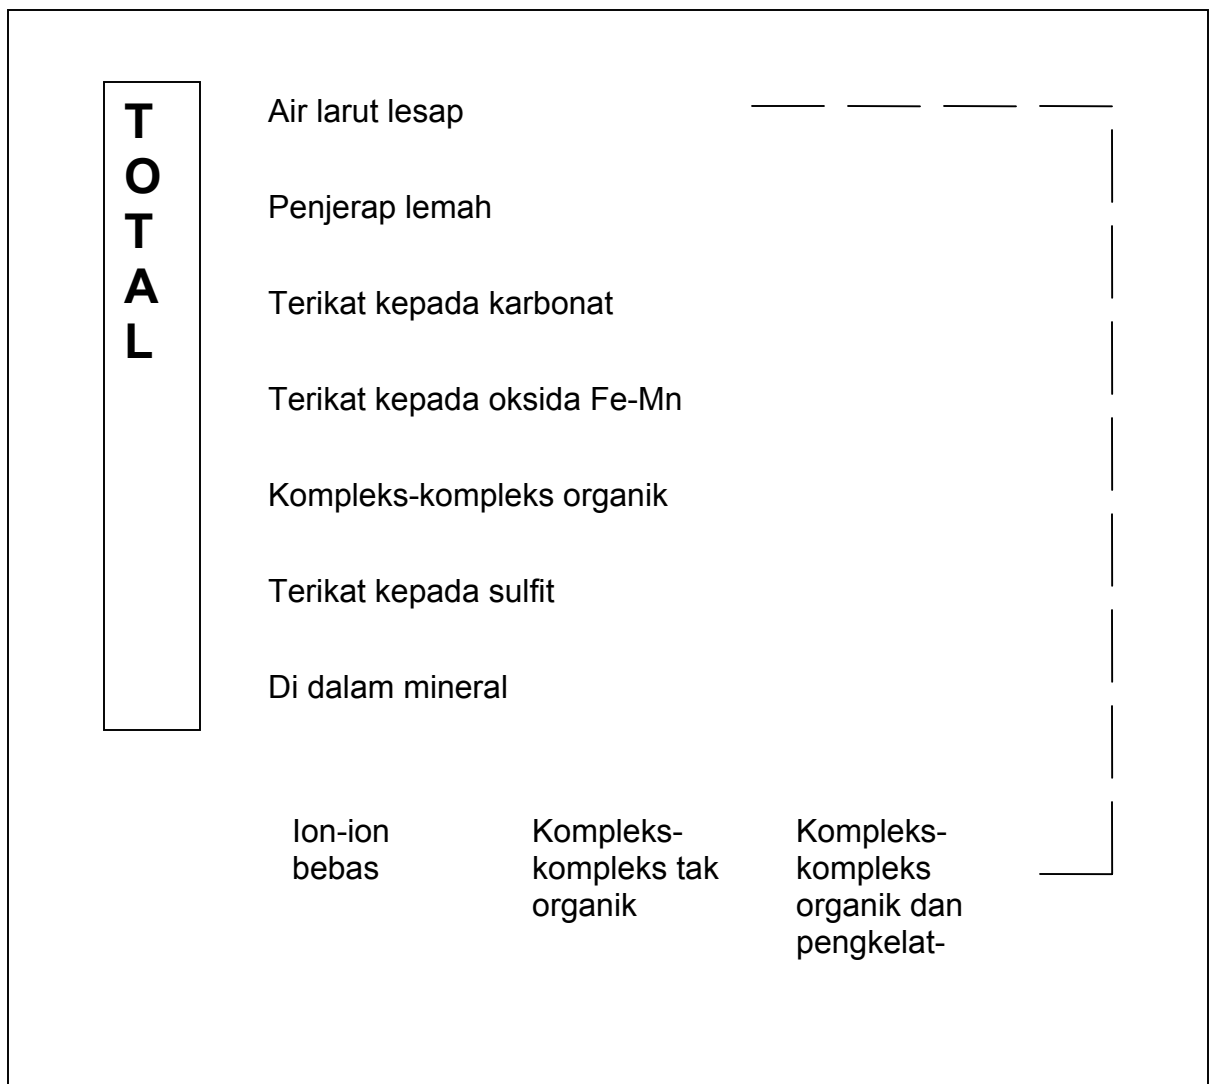 TOTAL
Air larut lesap
Penjerap lemah
Terikat kepada karbonat
Terikat kepada oksida Fe-Mn
Kompleks-kompleks organik
Terikat kepada sulfit
Di dalam mineral
Ion-ion
bebas
Kompleks-
kompleks tak
organik
Kompleks-
kompleks
organik dan
pengkelat-